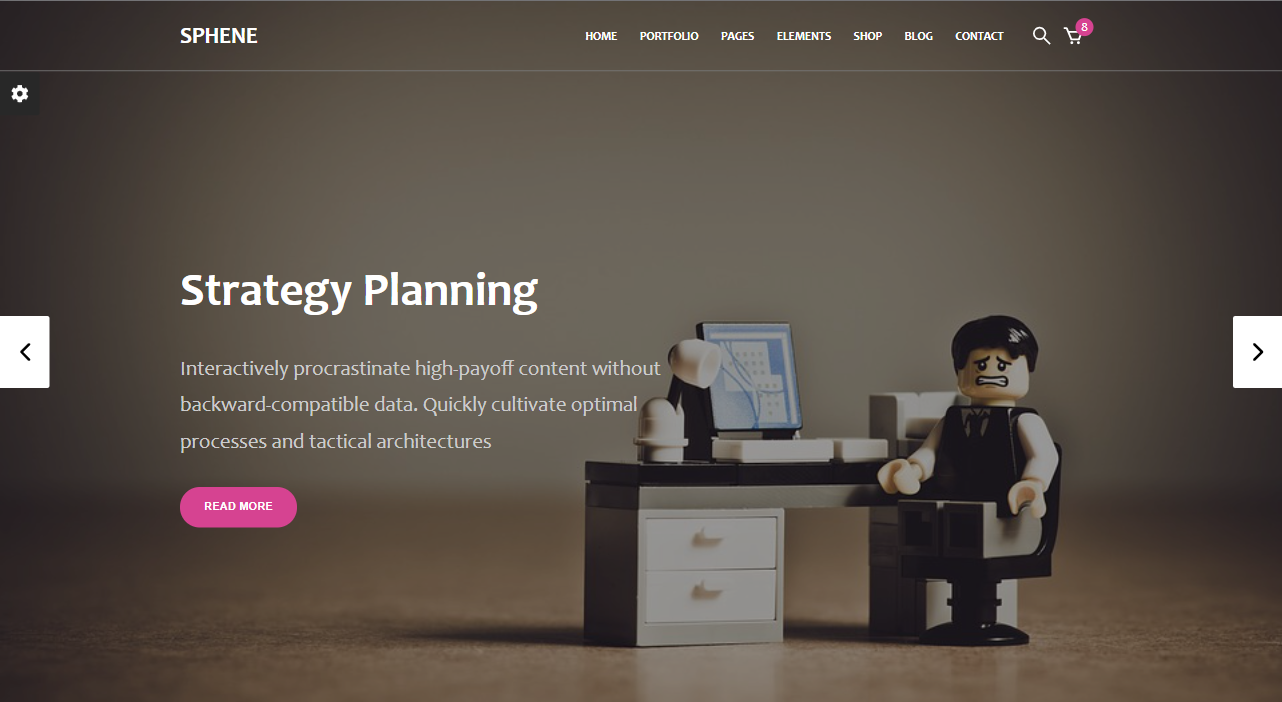 SPHENE
HOME PORTFOLIO PAGES ELEMENTS SHOP BLOG CONTACT 8
Strategy Planning
Interactively procrastinate high-payoff content without
backward-compatible data. Quickly cultivate optimal
processes and tactical architectures
READ MORE